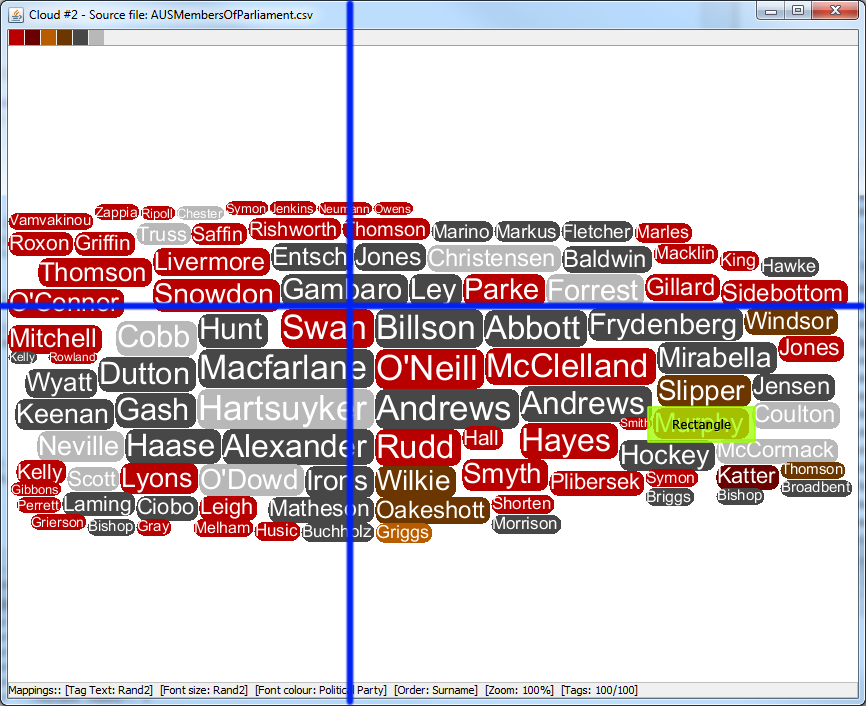 Cloud #2 - Source file: AUSMembersOfParliament.csv
Vamvakinou Zappia Ripoll Chester Symon Jenkins Neumann Owens
Roxon Griffin Truss Saffin Rishworth Thomson Marino Markus Fletcher Marles
Thomson Livermore Entsch Jones Christensen Baldwin Macklin King Hawke
O'Connor Snowdon Gambaro Ley Parke Forrest Gillard Sidebottom
Mitchell Cobb Hunt Swan Billson Abbott Frydenberg Windsor
Kelly Rowland Wyatt Dutton Macfarlane O'Neill McClelland Mirabella Jones
Keenan Gash Hartsuyker Andrews Andrews Slipper Jensen
Smith Murphy Rectangle Coulton
Neville Haase Alexander Rudd Hall Hayes Hockey McCormack
Kelly Scott Lyons O'Dowd Irons Wilkie Smyth Plibersek Symon Katter Thomson
Gibbons Briggs Bishop Broadbent
Perrett Laming Ciobo Leigh Matheson Oakeshott Shorten
Grierson Bishop Gray Melham Husic Buchholz Griggs Morrison
Mappings:: [Tag Text: Rand2] [Font size: Rand2] [Font colour: Political Party] [Order: Surname] [Zoom: 100%] [Tags: 100/100]